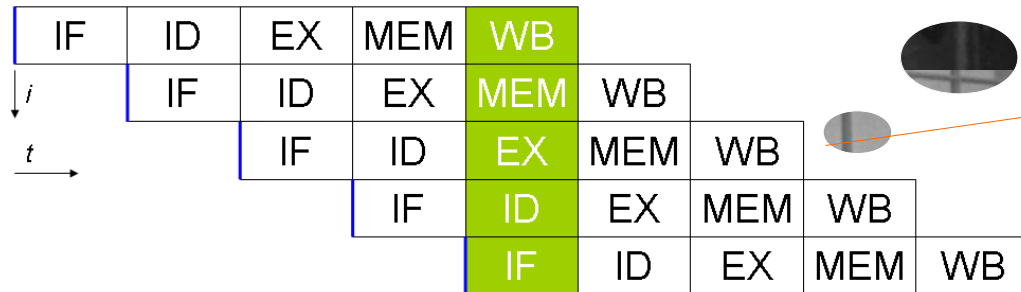 IF ID EX MEM WB
i IF ID EX MEM WB
t IF ID EX MEM WB
IF ID EX MEM WB
IF ID EX MEM WB